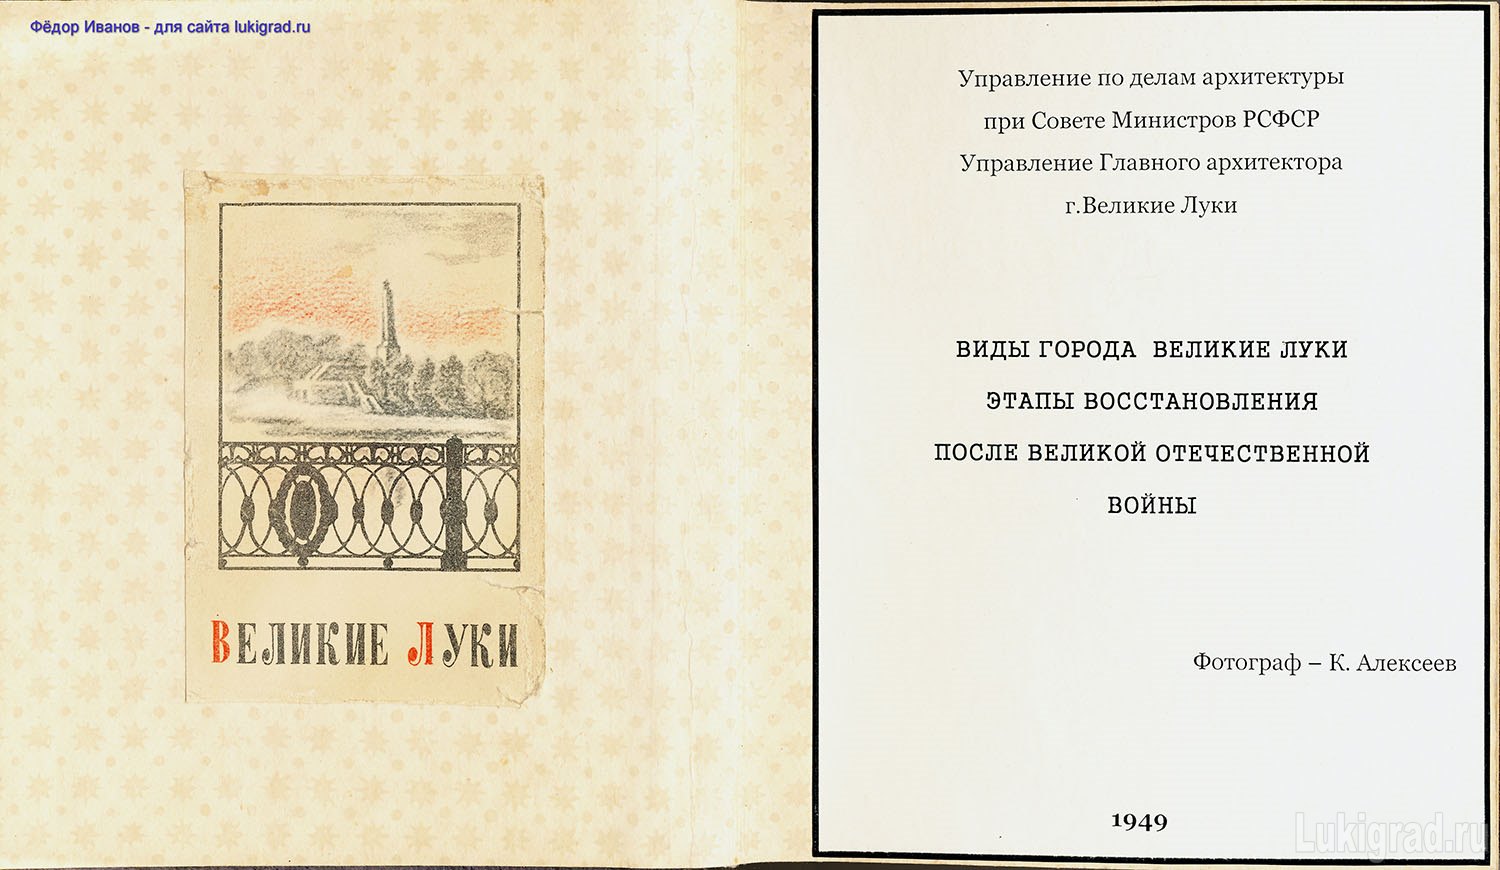 Фёдор Иванов - для сайта lukigrad.ru
ВЕЛИКИЕ ЛУКИ
Управление по делам архитектуры
при Совете Министров РСФСР
Управление Главного архитектора
г.Великие Луки
ВИДЫ ГОРОДА ВЕЛИКИЕ ЛУКИ
ЭТАПЫ ВОССТАНОВЛЕНИЯ
ПОСЛЕ ВЕЛИКОЙ ОТЕЧЕСТВЕННОЙ
ВОЙНЫ
Фотограф – К. Алексеев
1949
Lukigrad.ru